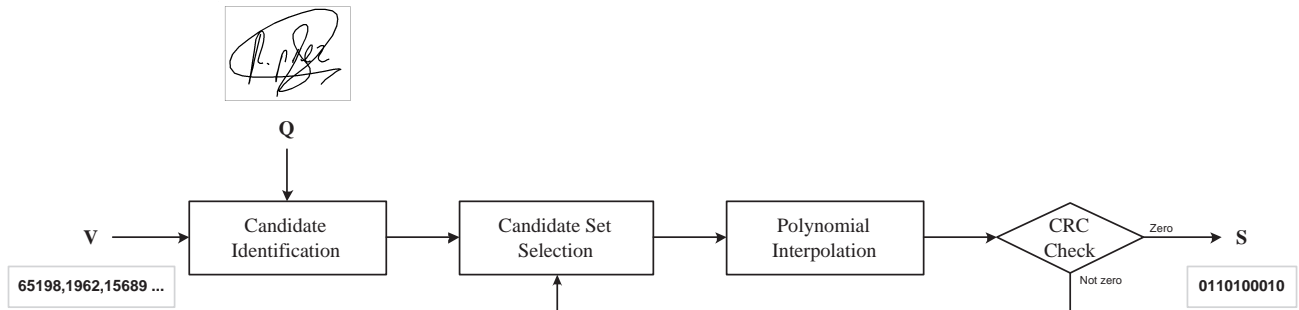 Q
V
Candidate
Identification
Candidate Set
Selection
Polynomial
Interpolation
CRC
Check
Zero
S
Not zero
65198,1962,15689 ...
0110100010